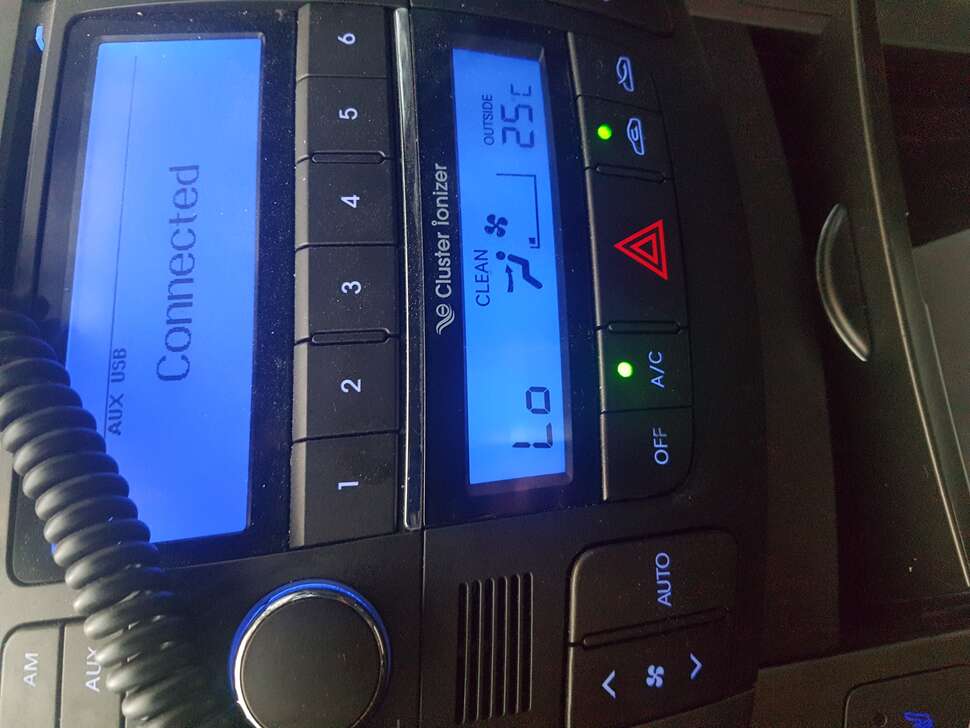 AUX USB
Connected
1 2 3 4 5 6
Cluster ionizer
CLEAN OUTSIDE
Lo 25℃
OFF A/C
AUTO
AM
AUX